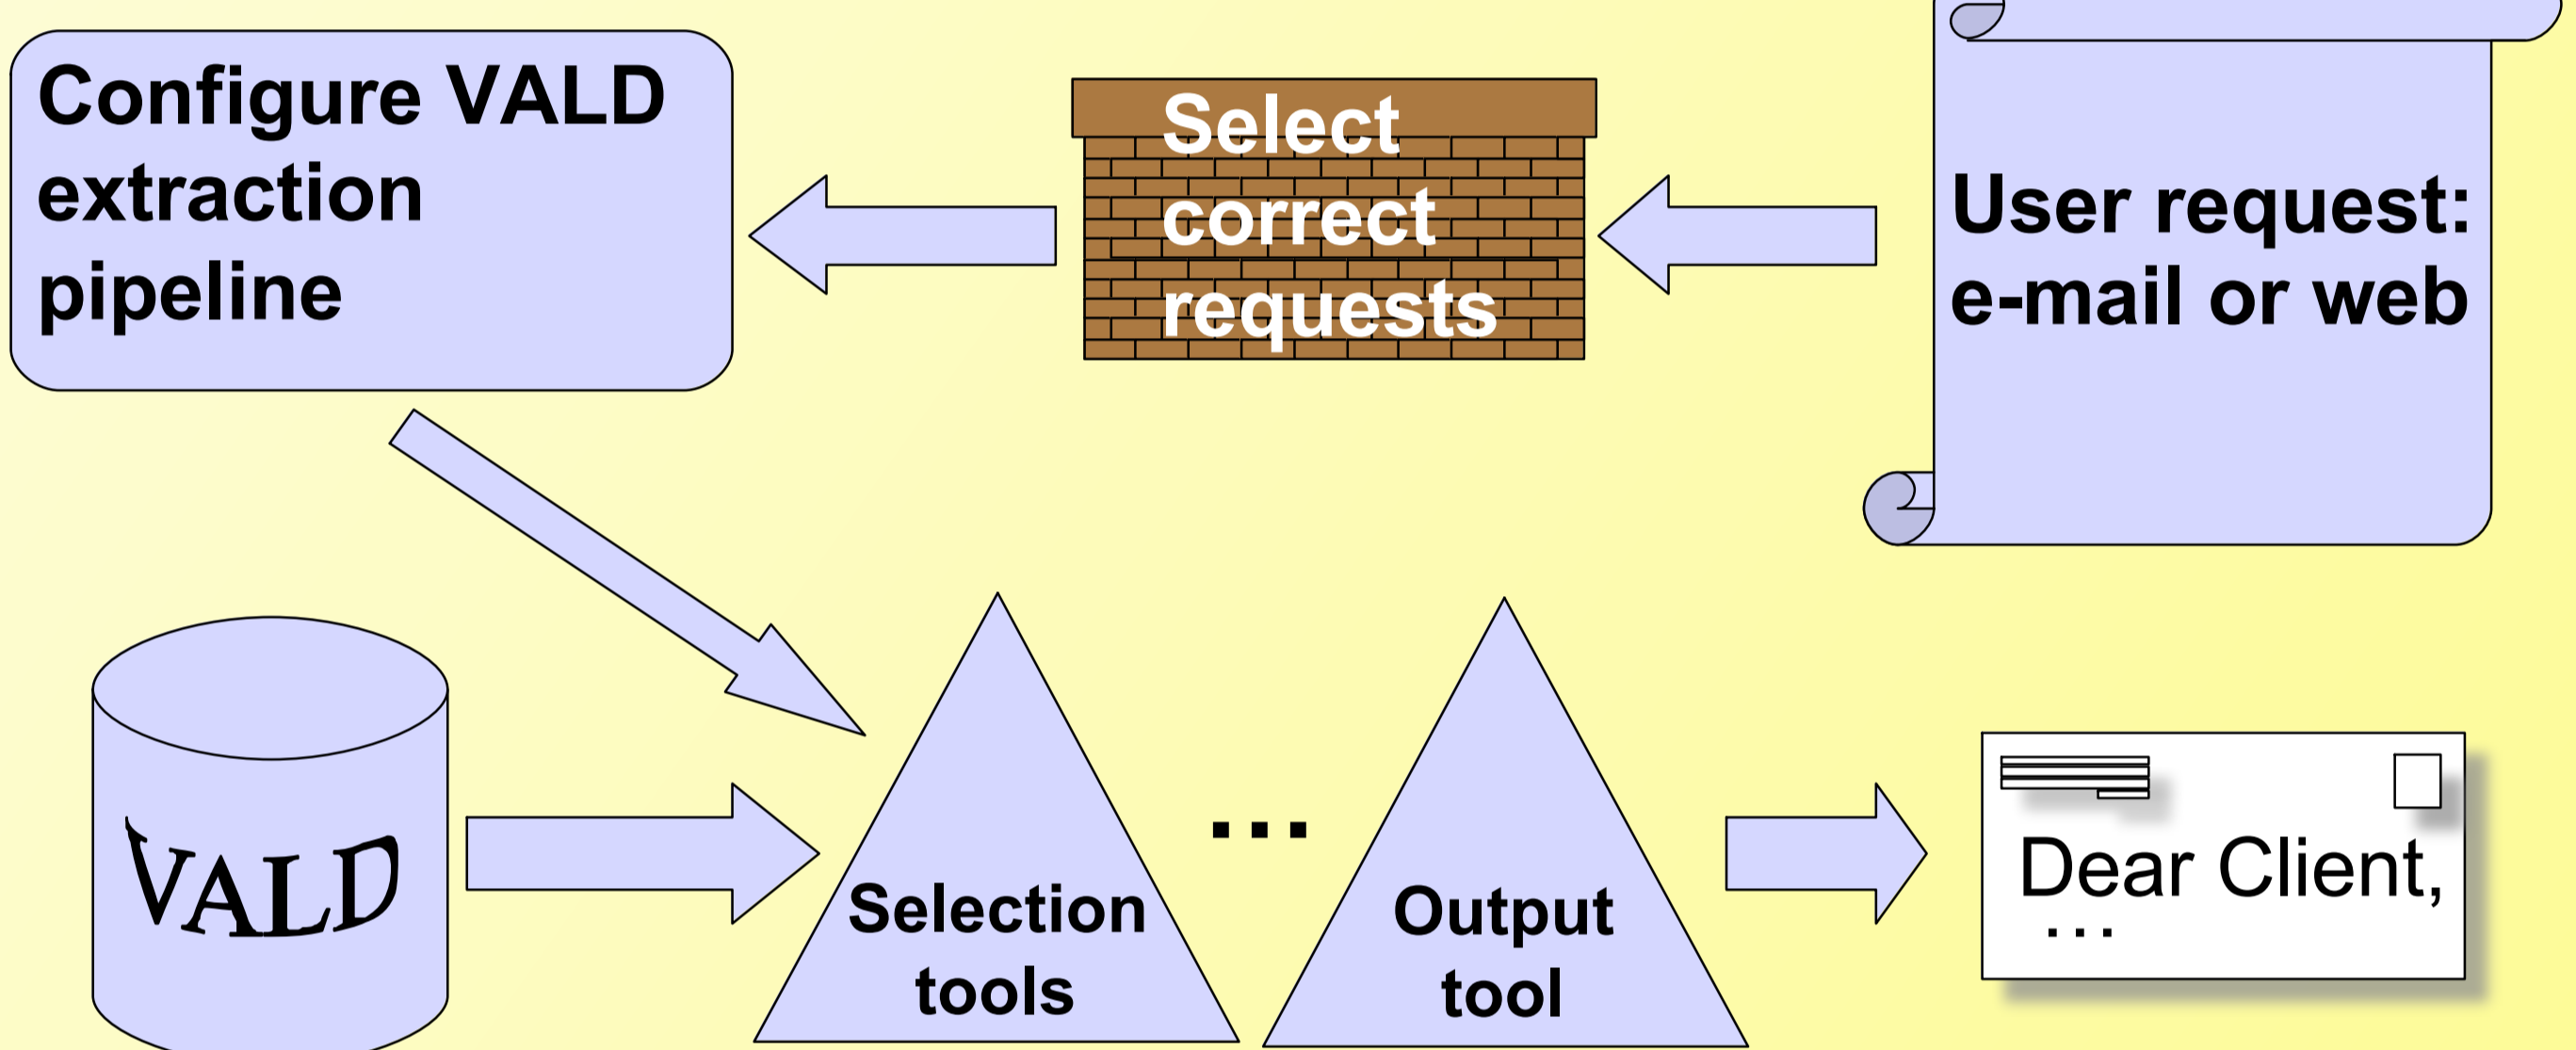 Configure VALD
extraction
pipeline
Select
correct
requests
User request:
e-mail or web
VALD
Selection
tools
...
Output
tool
Dear Client,
...